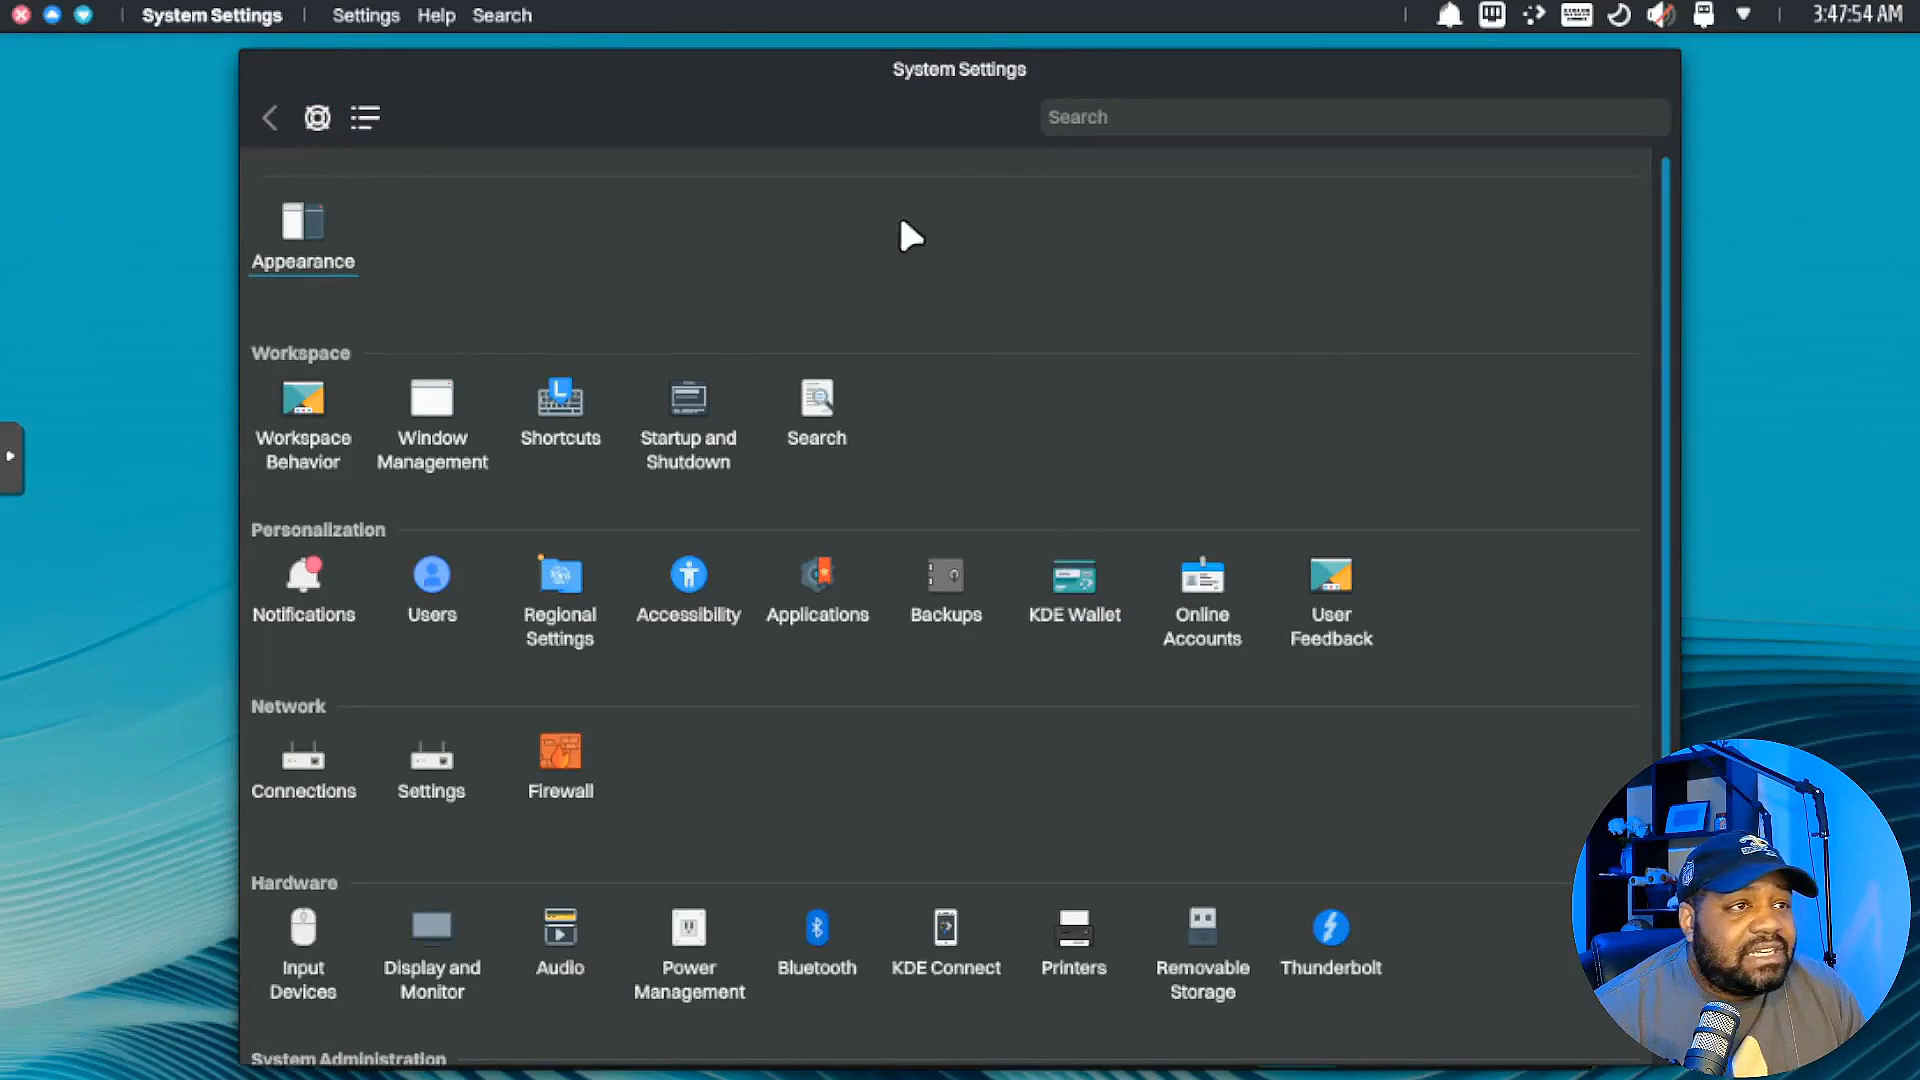 System Settings Settings Help Search 3:47:54 AM
System Settings
Search
Appearance
Workspace
Workspace Behavior
Window Management
Shortcuts
Startup and Shutdown
Search
Personalization
Notifications
Users
Regional Settings
Accessibility
Applications
Backups
KDE Wallet
Online Accounts
User Feedback
Network
Connections
Settings
Firewall
Hardware
Input Devices
Display and Monitor
Audio
Power Management
Bluetooth
KDE Connect
Printers
Removable Storage
Thunderbolt
System Administration